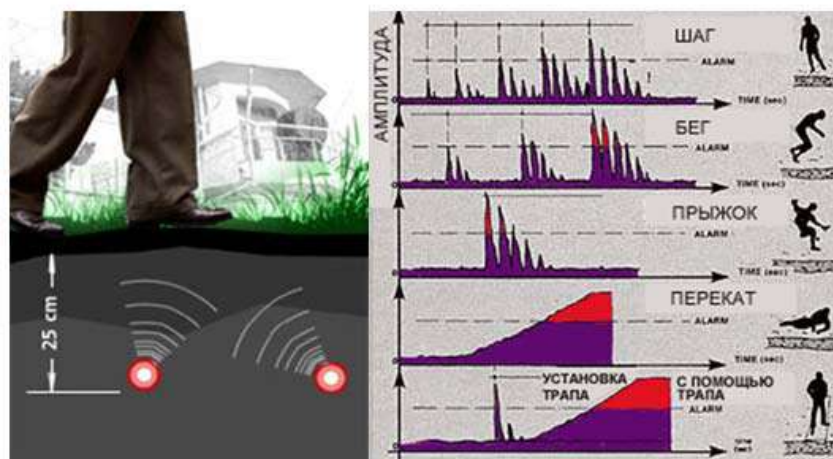 25 cm
АМПЛИТУДА
ШАГ
ALARM
TIME (sec)
БЕГ
ALARM
TIME (sec)
ПРЫЖОК
ALARM
TIME (sec)
ПЕРЕКАТ
ALARM
TIME (sec)
УСТАНОВКА
ТРАПА
С ПОМОЩЬЮ
ТРАПА
ALARM